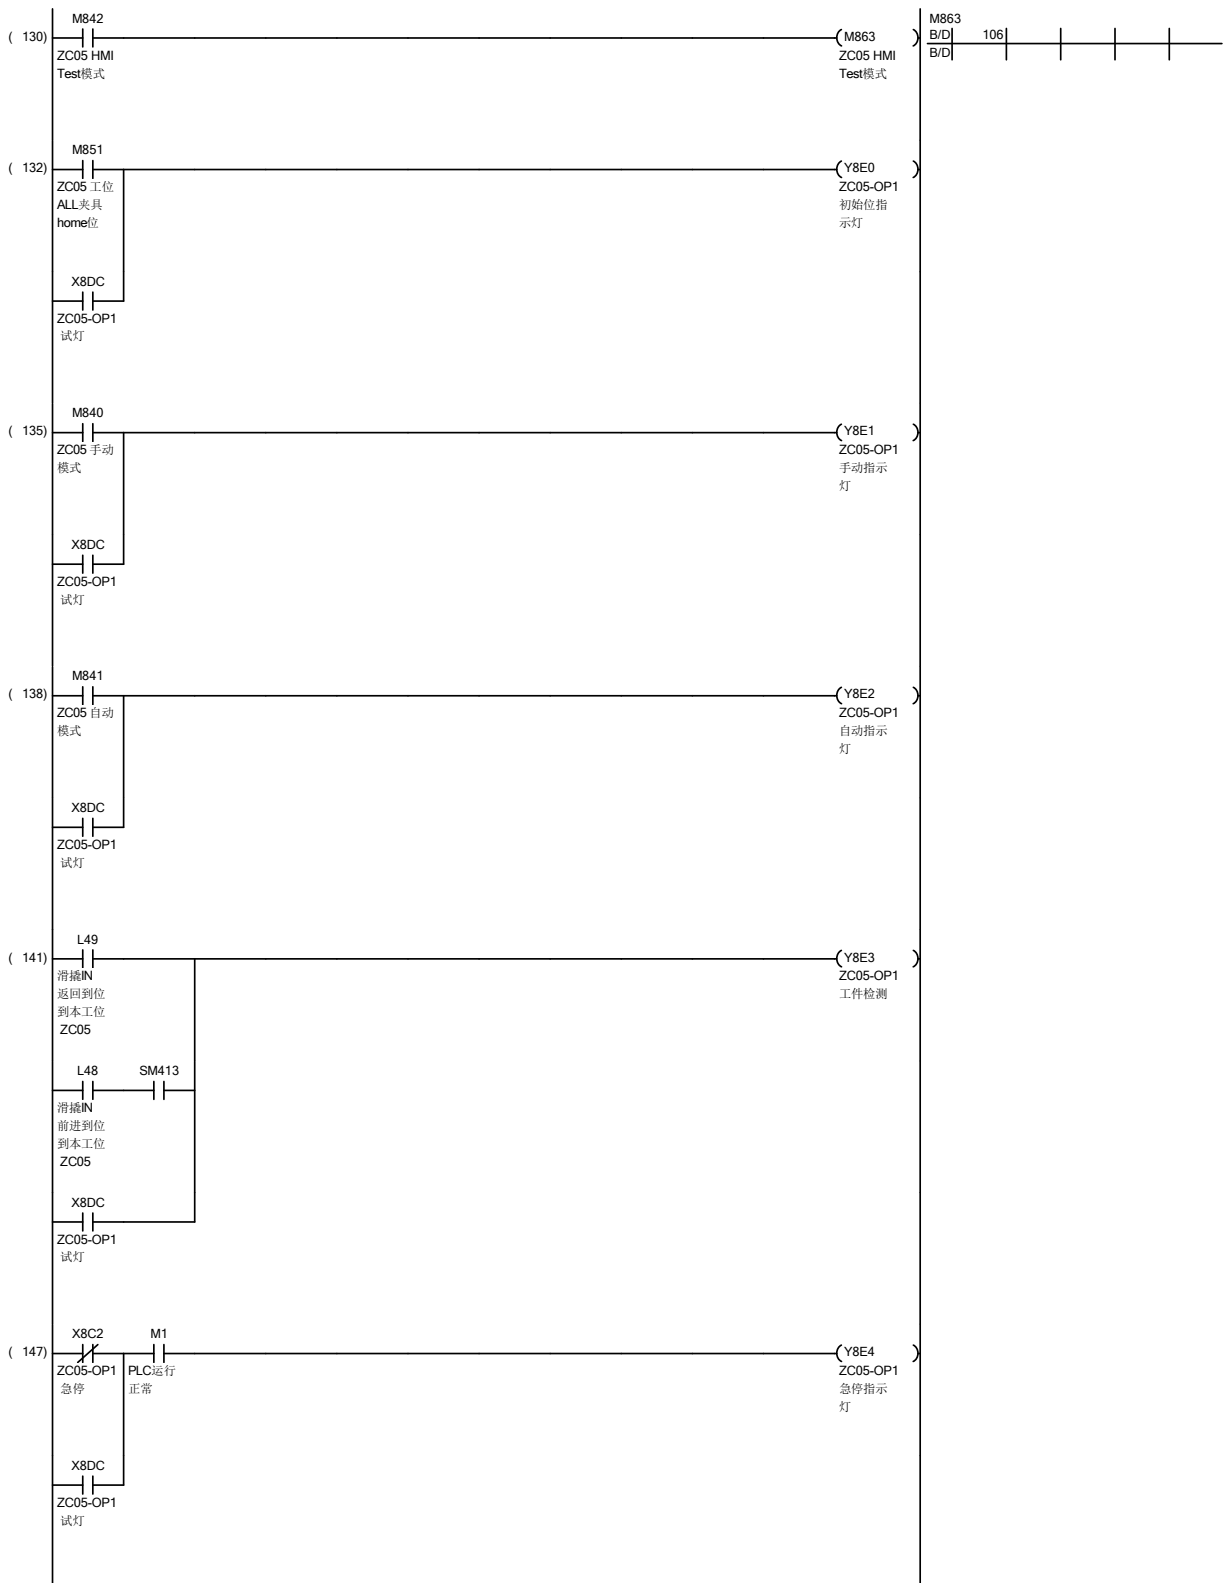 M842
( 130)
M863
ZC05 HMI
Test模式
ZC05 HMI
Test模式
M863
B/D 106
B/D
M851
( 132)
Y8E0
ZC05 工位
ALL夹具
home位
ZC05-OP1
初始位指
示灯
X8DC
ZC05-OP1
试灯
M840
( 135)
Y8E1
ZC05 手动
模式
ZC05-OP1
手动指示
灯
X8DC
ZC05-OP1
试灯
M841
( 138)
Y8E2
ZC05 自动
模式
ZC05-OP1
自动指示
灯
X8DC
ZC05-OP1
试灯
L49
( 141)
Y8E3
滑撬IN
返回到位
到本工位
ZC05
ZC05-OP1
工件检测
L48 SM413
滑撬IN
前进到位
到本工位
ZC05
X8DC
ZC05-OP1
试灯
X8C2 M1
( 147)
Y8E4
ZC05-OP1
急停
PLC运行
正常
ZC05-OP1
急停指示
灯
X8DC
ZC05-OP1
试灯